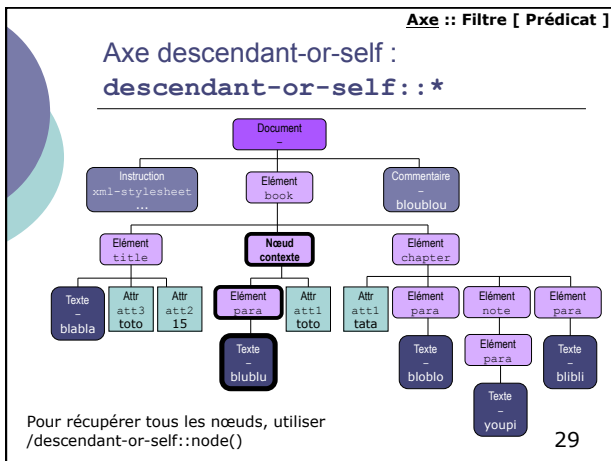 Axe :: Filtre [ Prédicat ]
Axe descendant-or-self :
descendant-or-self::*
Document
–
Instruction
xml-stylesheet
...
Elément
book
Commentaire
–
bloublou
Elément
title
Nœud
contexte
Elément
chapter
Texte
–
blabla
Attr
att3
toto
Attr
att2
15
Elément
para
Attr
att1
toto
Attr
att1
tata
Elément
para
Elément
note
Elément
para
Texte
–
blublu
Texte
–
bloblo
Elément
para
Texte
–
blibli
Texte
–
youpi
Pour récupérer tous les nœuds, utiliser
/descendant-or-self::node()
29